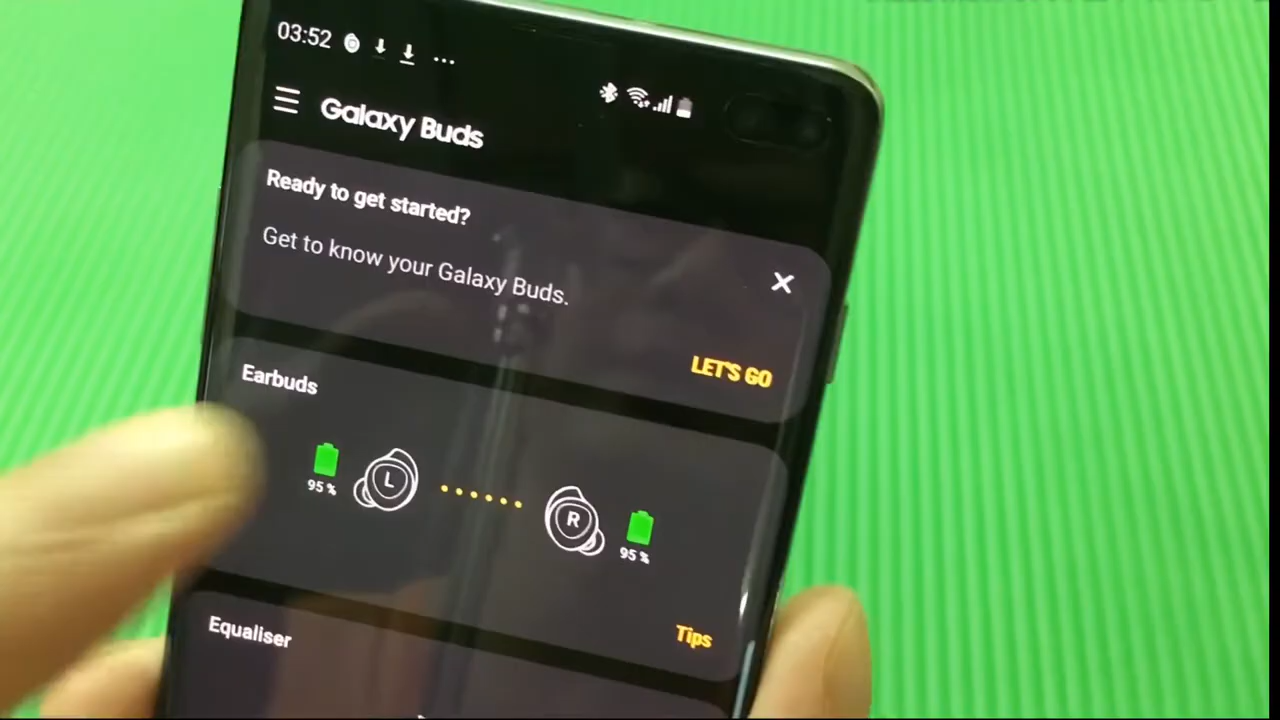 03:52
Galaxy Buds
Ready to get started?
Get to know your Galaxy Buds.
LET'S GO
Earbuds
L
R
95 %
95 %
Tips
Equaliser